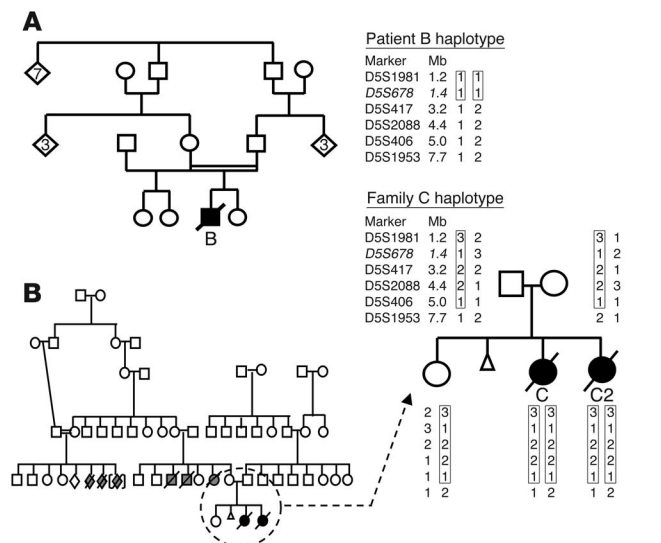 A
7
3
3
B
Patient B haplotype
Marker Mb
D5S1981 1.2 1 1
D5S678 1.4 1 1
D5S417 3.2 1 2
D5S2088 4.4 1 2
D5S406 5.0 1 2
D5S1953 7.7 1 2
Family C haplotype
Marker Mb
D5S1981 1.2 3 2 3 1
D5S678 1.4 1 3 1 2
D5S417 3.2 2 2 2 1
D5S2088 4.4 2 1 2 3
D5S406 5.0 1 1 1 1
D5S1953 7.7 1 2 2 1
B
C C2
2 3 3 3 3 3
3 1 1 1 1 1
2 2 2 2 2 2
1 2 2 2 2 2
1 1 1 1 1 1
1 2 1 2 1 2